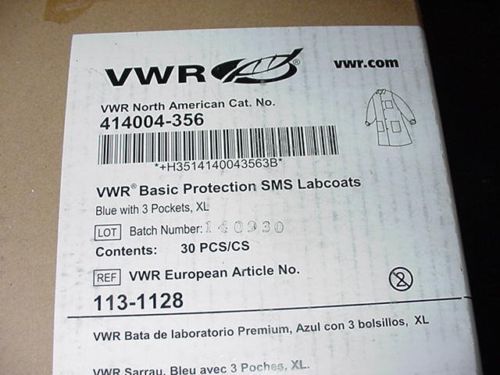 VWR
vwr.com
VWR North American Cat. No.
414004-356
*+H3514140043563B*
VWR® Basic Protection SMS Labcoats
Blue with 3 Pockets, XL
LOT Batch Number: 140930
Contents: 30 PCS/CS
REF VWR European Article No.
113-1128
VWR Bata de laboratorio Premium, Azul con 3 bolsillos, XL
VWR Sarrau, Bleu avec 3 Poches, XL.